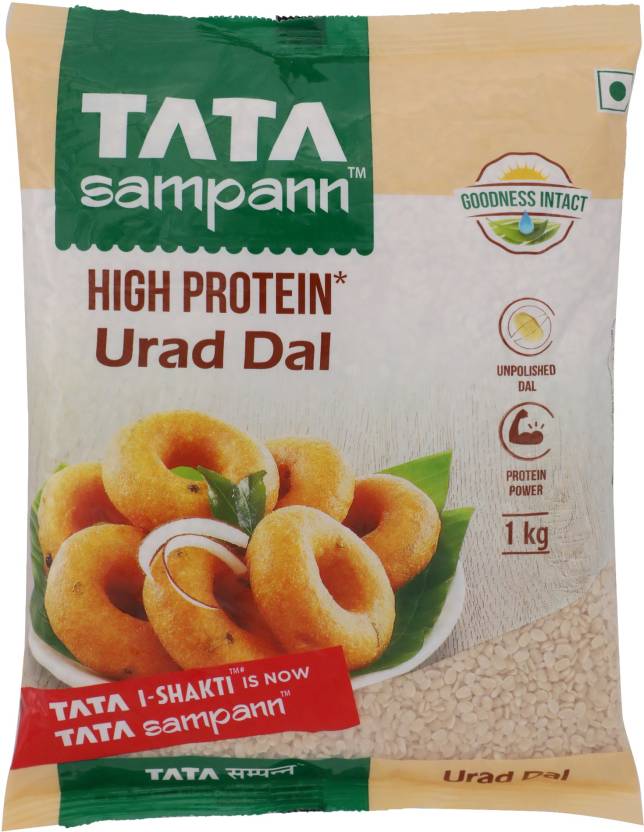 TATA
sampann™
GOODNESS INTACT
HIGH PROTEIN*
Urad Dal
UNPOLISHED
DAL
PROTEIN
POWER
1 kg
TATA I-SHAKTI™# IS NOW
TATA sampann™
TATA सम्पन्न™
Urad Dal